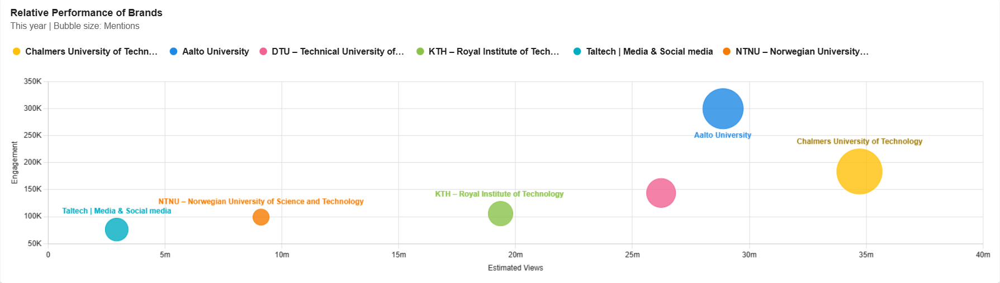 Relative Performance of Brands
This year | Bubble size: Mentions
Chalmers University of Techn… Aalto University DTU – Technical University of… KTH – Royal Institute of Tech… Taltech | Media & Social media NTNU – Norwegian University…
350K
300K
250K
200K
150K
100K
50K
Engagement
Aalto University
Chalmers University of Technology
KTH – Royal Institute of Technology
NTNU – Norwegian University of Science and Technology
Taltech | Media & Social media
0 5m 10m 15m 20m 25m 30m 35m 40m
Estimated Views